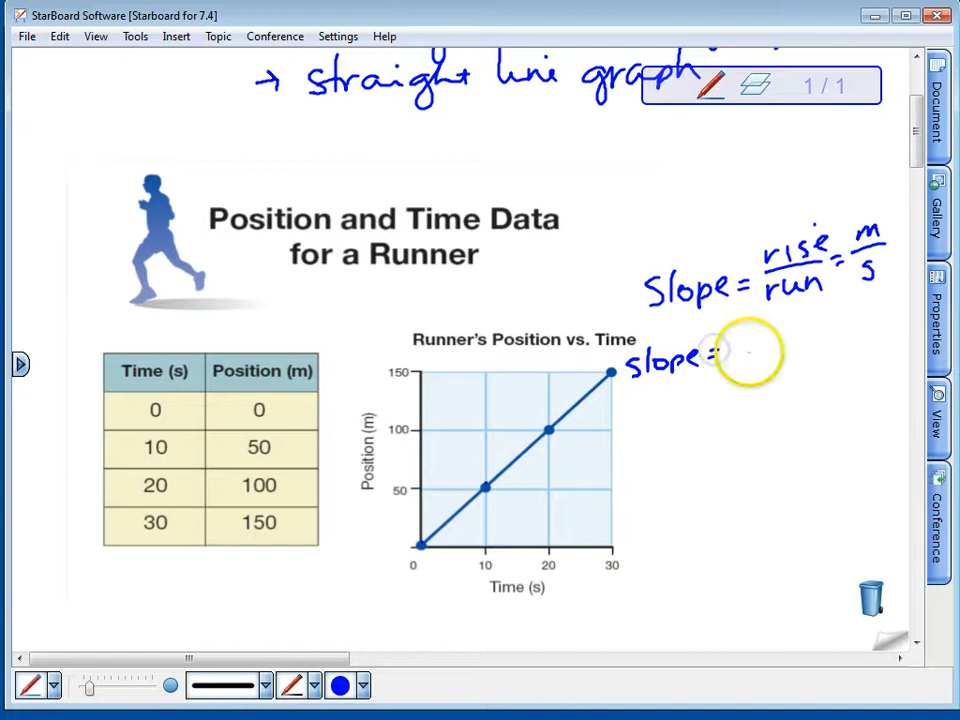 StarBoard Software [Starboard for 7.4]
File Edit View Tools Insert Topic Conference Settings Help
→ straight line graph
1 / 1
Document
Gallery
Properties
View
Conference
Position and Time Data
for a Runner
slope = rise/run = m/s
slope =
Time (s) Position (m)
0 0
10 50
20 100
30 150
Runner's Position vs. Time
Position (m)
150
100
50
0 10 20 30
Time (s)